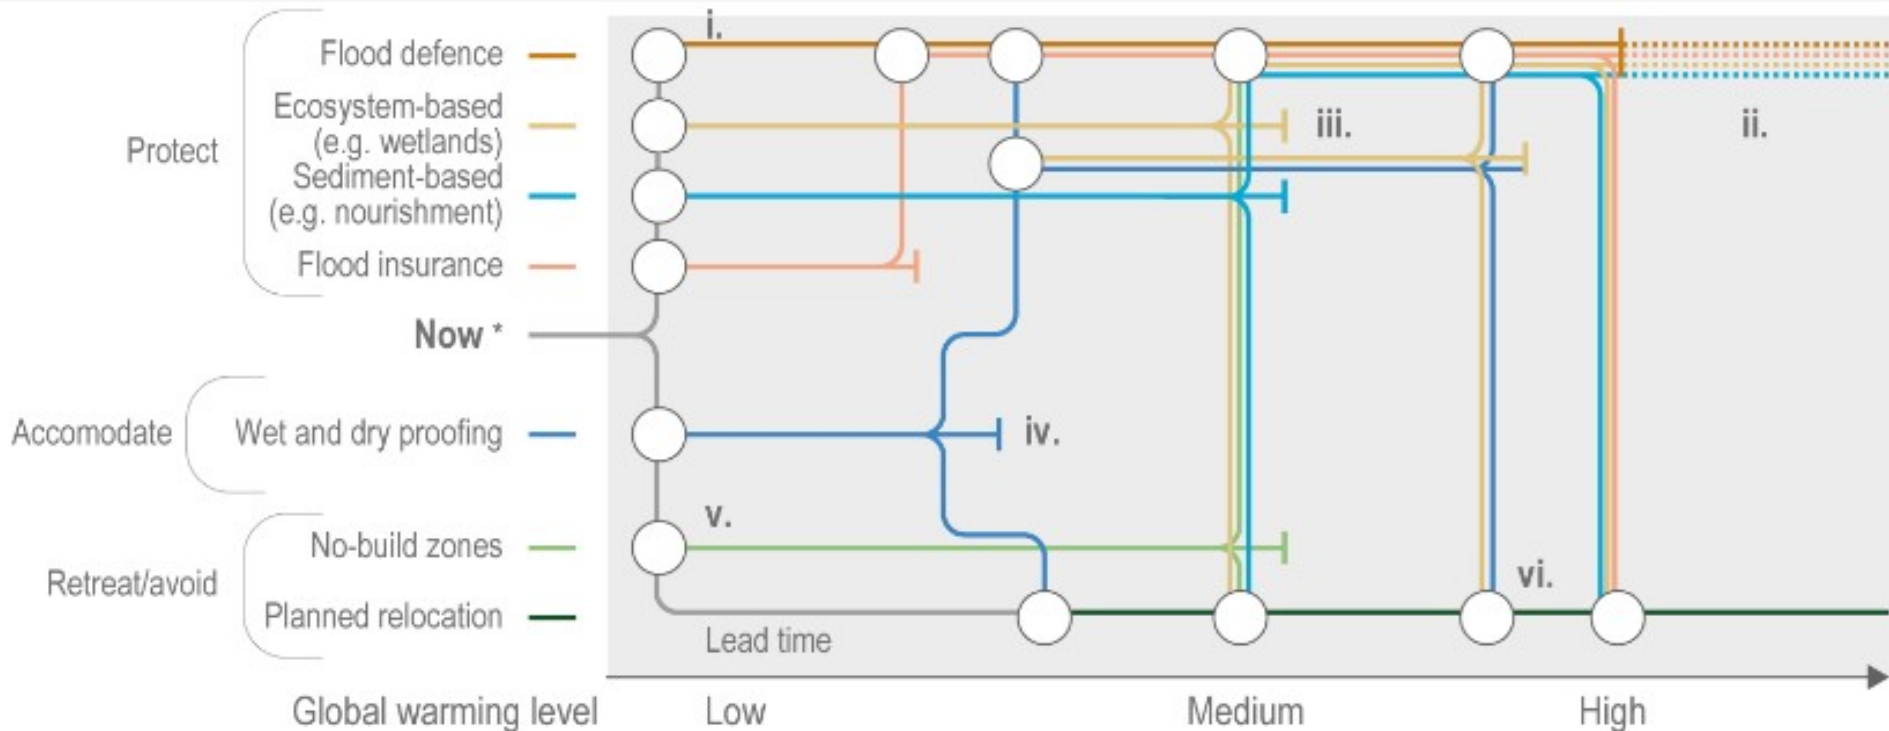 i.
Flood defence
Ecosystem-based
(e.g. wetlands)
iii.
ii.
Protect
Sediment-based
(e.g. nourishment)
Flood insurance
Now *
Accomodate
Wet and dry proofing
iv.
v.
No-build zones
Retreat/avoid
vi.
Planned relocation
Lead time
Global warming level
Low
Medium
High